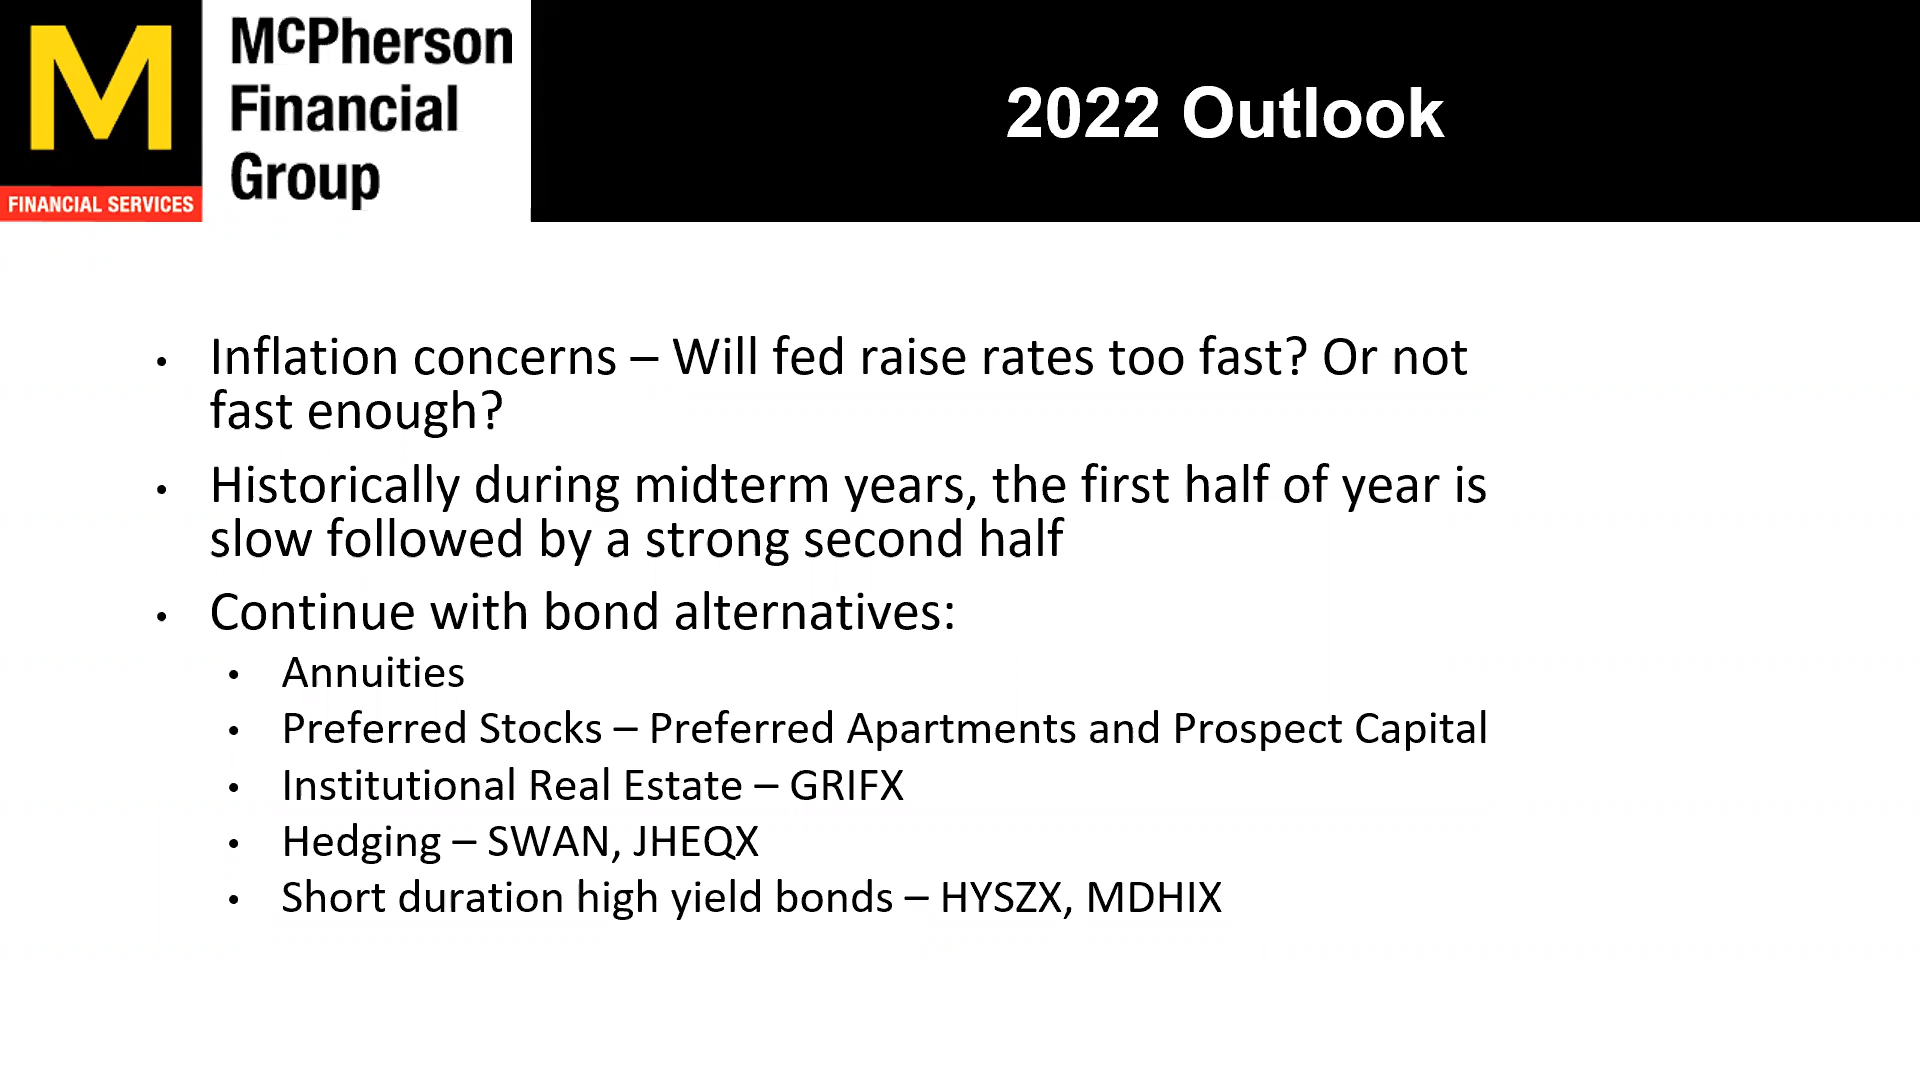 M
FINANCIAL SERVICES
McPherson
Financial
Group
2022 Outlook
• Inflation concerns – Will fed raise rates too fast? Or not
fast enough?
• Historically during midterm years, the first half of year is
slow followed by a strong second half
• Continue with bond alternatives:
• Annuities
• Preferred Stocks – Preferred Apartments and Prospect Capital
• Institutional Real Estate – GRIFX
• Hedging – SWAN, JHEQX
• Short duration high yield bonds – HYSZX, MDHIX